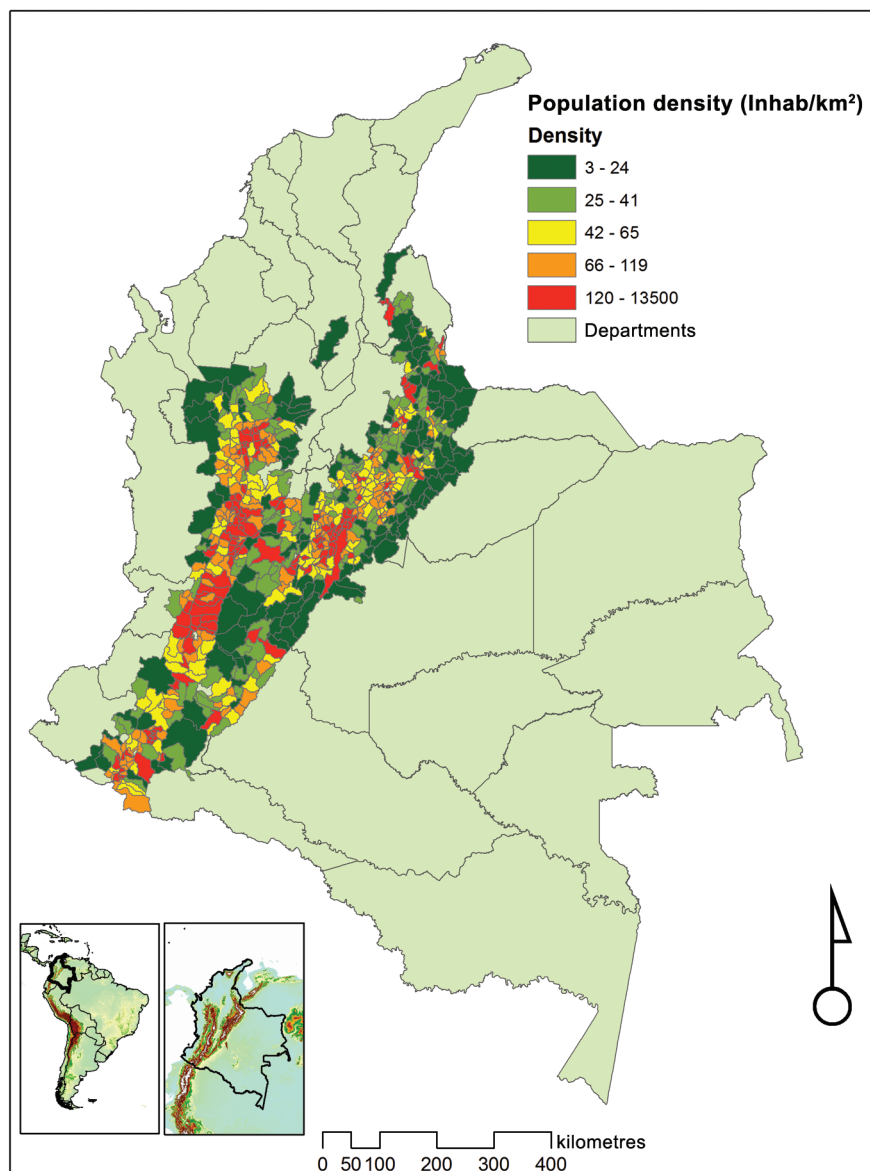 Population density (Inhab/km²)
Density
3 - 24
25 - 41
42 - 65
66 - 119
120 - 13500
Departments
kilometres
0 50 100 200 300 400